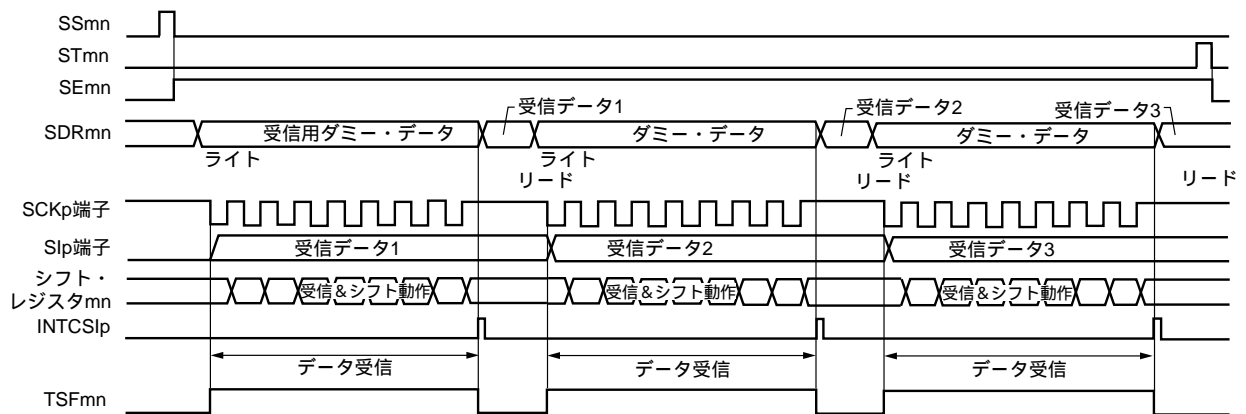 SSmn
STmn
SEmn
受信データ1
受信データ2
受信データ3
SDRmn
受信用ダミー・データ
ダミー・データ
ダミー・データ
ライト
ライト
ライト
リード
リード
リード
SCKp端子
SIp端子
受信データ1
受信データ2
受信データ3
シフト・
レジスタmn
受信&シフト動作
受信&シフト動作
受信&シフト動作
INTCSIp
データ受信
データ受信
データ受信
TSFmn